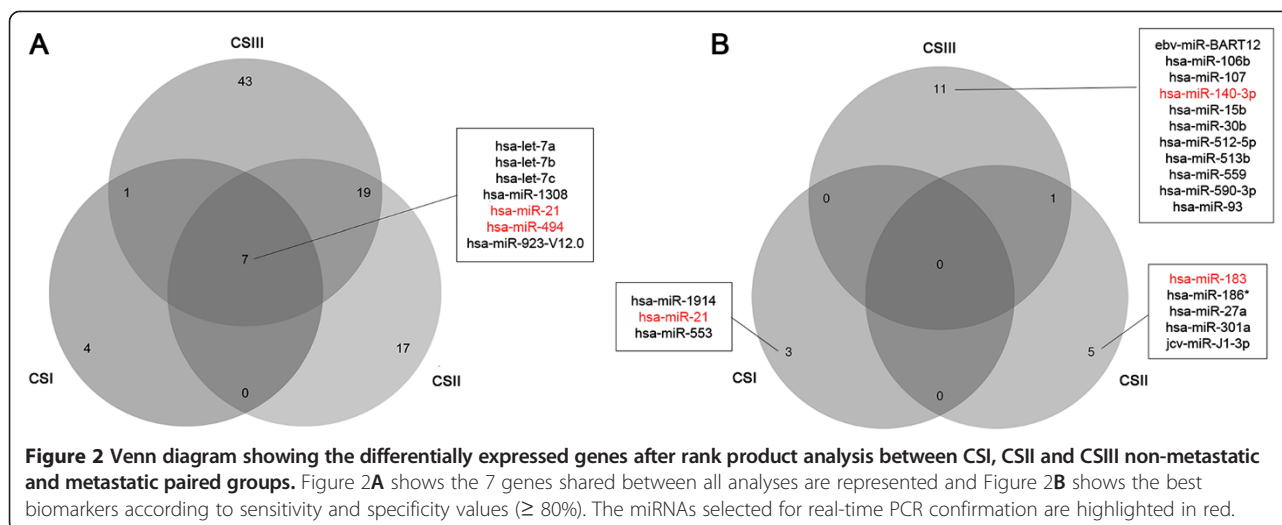 A
CSIII
43
1
19
7
4
17
0
CSI
CSII
hsa-let-7a
hsa-let-7b
hsa-let-7c
hsa-miR-1308
hsa-miR-21
hsa-miR-494
hsa-miR-923-V12.0
B
CSIII
11
0
1
0
3
5
0
CSI
CSII
ebv-miR-BART12
hsa-miR-106b
hsa-miR-107
hsa-miR-140-3p
hsa-miR-15b
hsa-miR-30b
hsa-miR-512-5p
hsa-miR-513b
hsa-miR-559
hsa-miR-590-3p
hsa-miR-93
hsa-miR-1914
hsa-miR-21
hsa-miR-553
hsa-miR-183
hsa-miR-186*
hsa-miR-27a
hsa-miR-301a
jcv-miR-J1-3p
Figure 2 Venn diagram showing the differentially expressed genes after rank product analysis between CSI, CSII and CSIII non-metastatic
and metastatic paired groups. Figure 2A shows the 7 genes shared between all analyses are represented and Figure 2B shows the best
biomarkers according to sensitivity and specificity values (≥ 80%). The miRNAs selected for real-time PCR confirmation are highlighted in red.